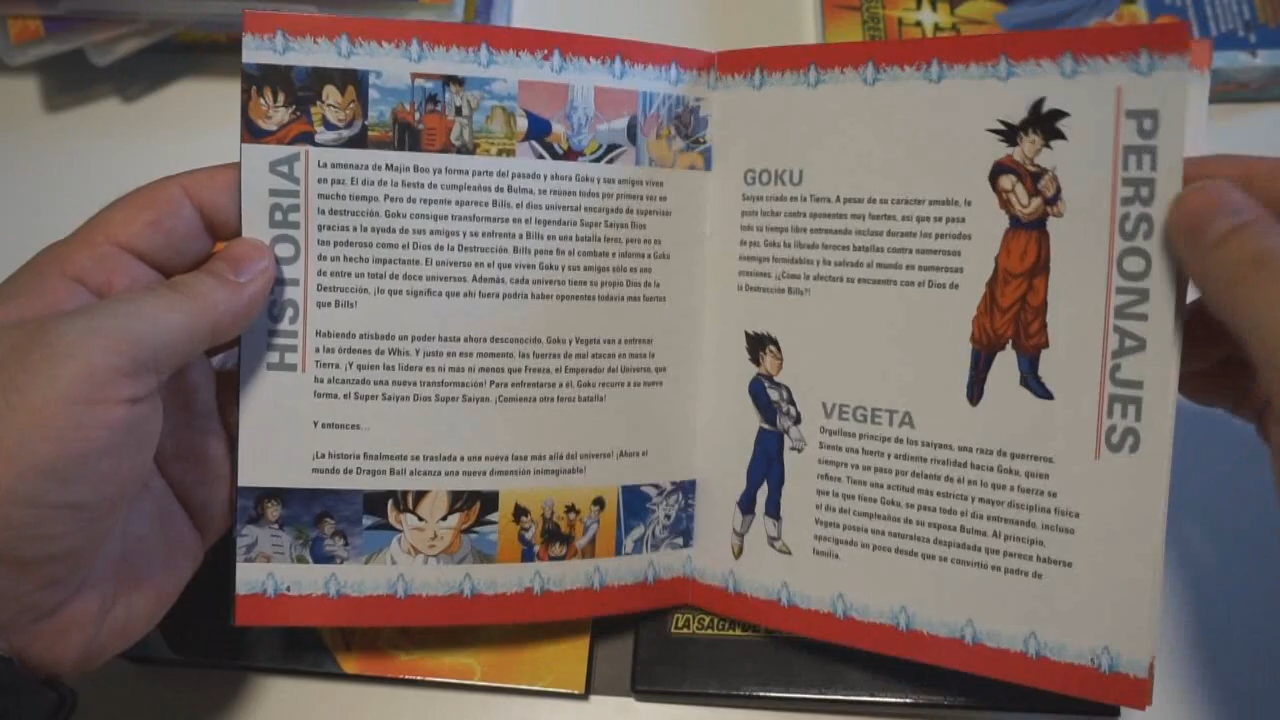 HISTORIA
La amenaza de Majin Boo ya forma parte del pasado y ahora Goku y sus amigos viven
en paz. El día de la fiesta de cumpleaños de Bulma, se reúnen todos por primera vez en
mucho tiempo. Pero de repente aparece Bills, el dios universal encargado de supervisar
la destrucción. Goku consigue transformarse en el legendario Super Saiyan Dios
gracias a la ayuda de sus amigos y se enfrenta a Bills en una batalla feroz, pero no es
tan poderoso como el Dios de la Destrucción. Bills pone fin el combate e informa a Goku
de un hecho impactante. El universo en el que viven Goku y sus amigos sólo es uno
de entre un total de doce universos. Además, cada universo tiene su propio Dios de la
Destrucción, ¡lo que significa que ahí fuera podría haber oponentes todavía más fuertes
que Bills!
Habiendo atisbado un poder hasta ahora desconocido, Goku y Vegeta van a entrenar
a las órdenes de Whis. Y justo en ese momento, las fuerzas de mal atacan en masa la
Tierra. ¡Y quien las lidera es ni más ni menos que Freeza, el Emperador del Universo, que
ha alcanzado una nueva transformación! Para enfrentarse a él, Goku recurre a su nueva
forma, el Super Saiyan Dios Super Saiyan. ¡Comienza otra feroz batalla!
Y entonces...
¡La historia finalmente se traslada a una nueva fase más allá del universo! ¡Ahora el
mundo de Dragon Ball alcanza una nueva dimensión inimaginable!
4
PERSONAJES
GOKU
Saiyan criado en la Tierra. A pesar de su carácter amable, le
gusta luchar contra oponentes muy fuertes, así que se pasa
todo su tiempo libre entrenando incluso durante los periodos
de paz. Goku ha librado feroces batallas contra numerosos
enemigos formidables y ha salvado al mundo en numerosas
ocasiones. ¿¡Cómo le afectará su encuentro con el Dios de
la Destrucción Bills?!
VEGETA
Orgulloso príncipe de los saiyans, una raza de guerreros.
Siente una fuerte y ardiente rivalidad hacia Goku, quien
siempre va un paso por delante de él en lo que a fuerza se
refiere. Tiene una actitud más estricta y mayor disciplina física
que la que tiene Goku, se pasa todo el día entrenando, incluso
el día del cumpleaños de su esposa Bulma. Al principio,
Vegeta poseía una naturaleza despiadada que parece haberse
apaciguado un poco desde que se convirtió en padre de
familia.
LA SAGA DE
SUPER